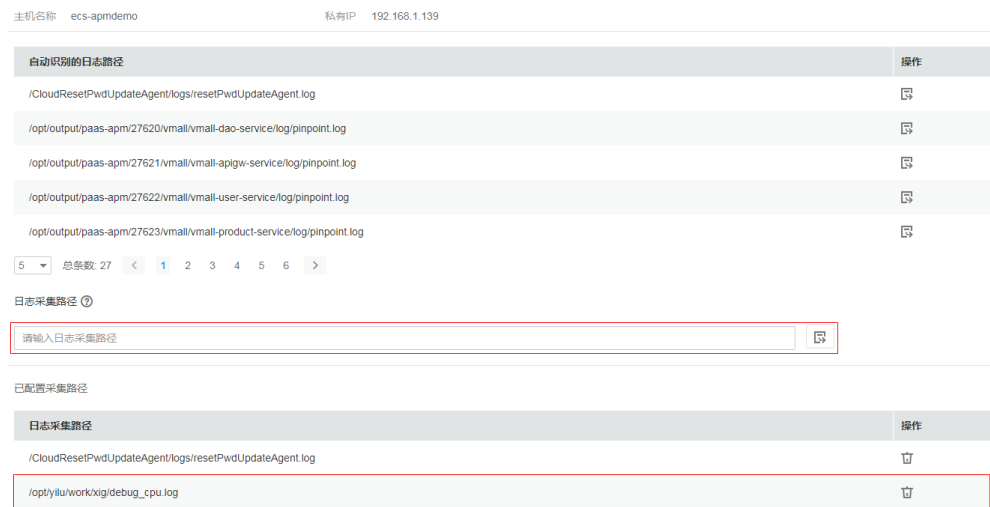 主机名称 ecs-apmdemo 私有IP 192.168.1.139
自动识别的日志路径 操作
/CloudResetPwdUpdateAgent/logs/resetPwdUpdateAgent.log
/opt/output/paas-apm/27620/vmall/vmall-dao-service/log/pinpoint.log
/opt/output/paas-apm/27621/vmall/vmall-apigw-service/log/pinpoint.log
/opt/output/paas-apm/27622/vmall/vmall-user-service/log/pinpoint.log
/opt/output/paas-apm/27623/vmall/vmall-product-service/log/pinpoint.log
5 总条数: 27 < 1 2 3 4 5 6 >
日志采集路径 ?
请输入日志采集路径
已配置采集路径
日志采集路径 操作
/CloudResetPwdUpdateAgent/logs/resetPwdUpdateAgent.log
/opt/yilu/work/xig/debug_cpu.log